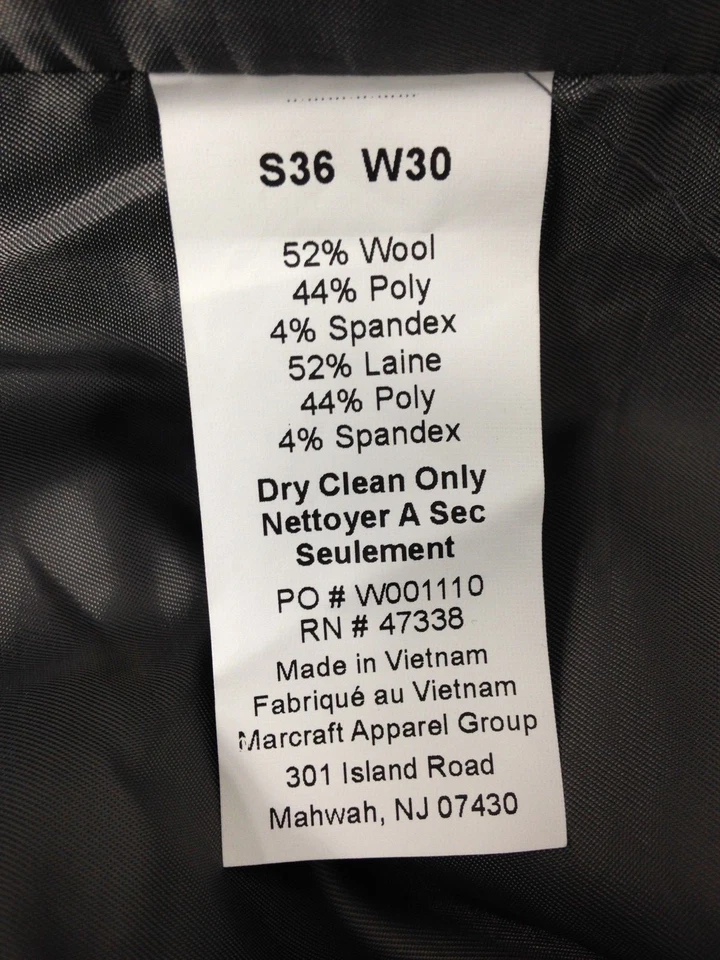 S36 W30
52% Wool
44% Poly
4% Spandex
52% Laine
44% Poly
4% Spandex
Dry Clean Only
Nettoyer A Sec
Seulement
PO # W001110
RN # 47338
Made in Vietnam
Fabriqué au Vietnam
Marcraft Apparel Group
301 Island Road
Mahwah, NJ 07430